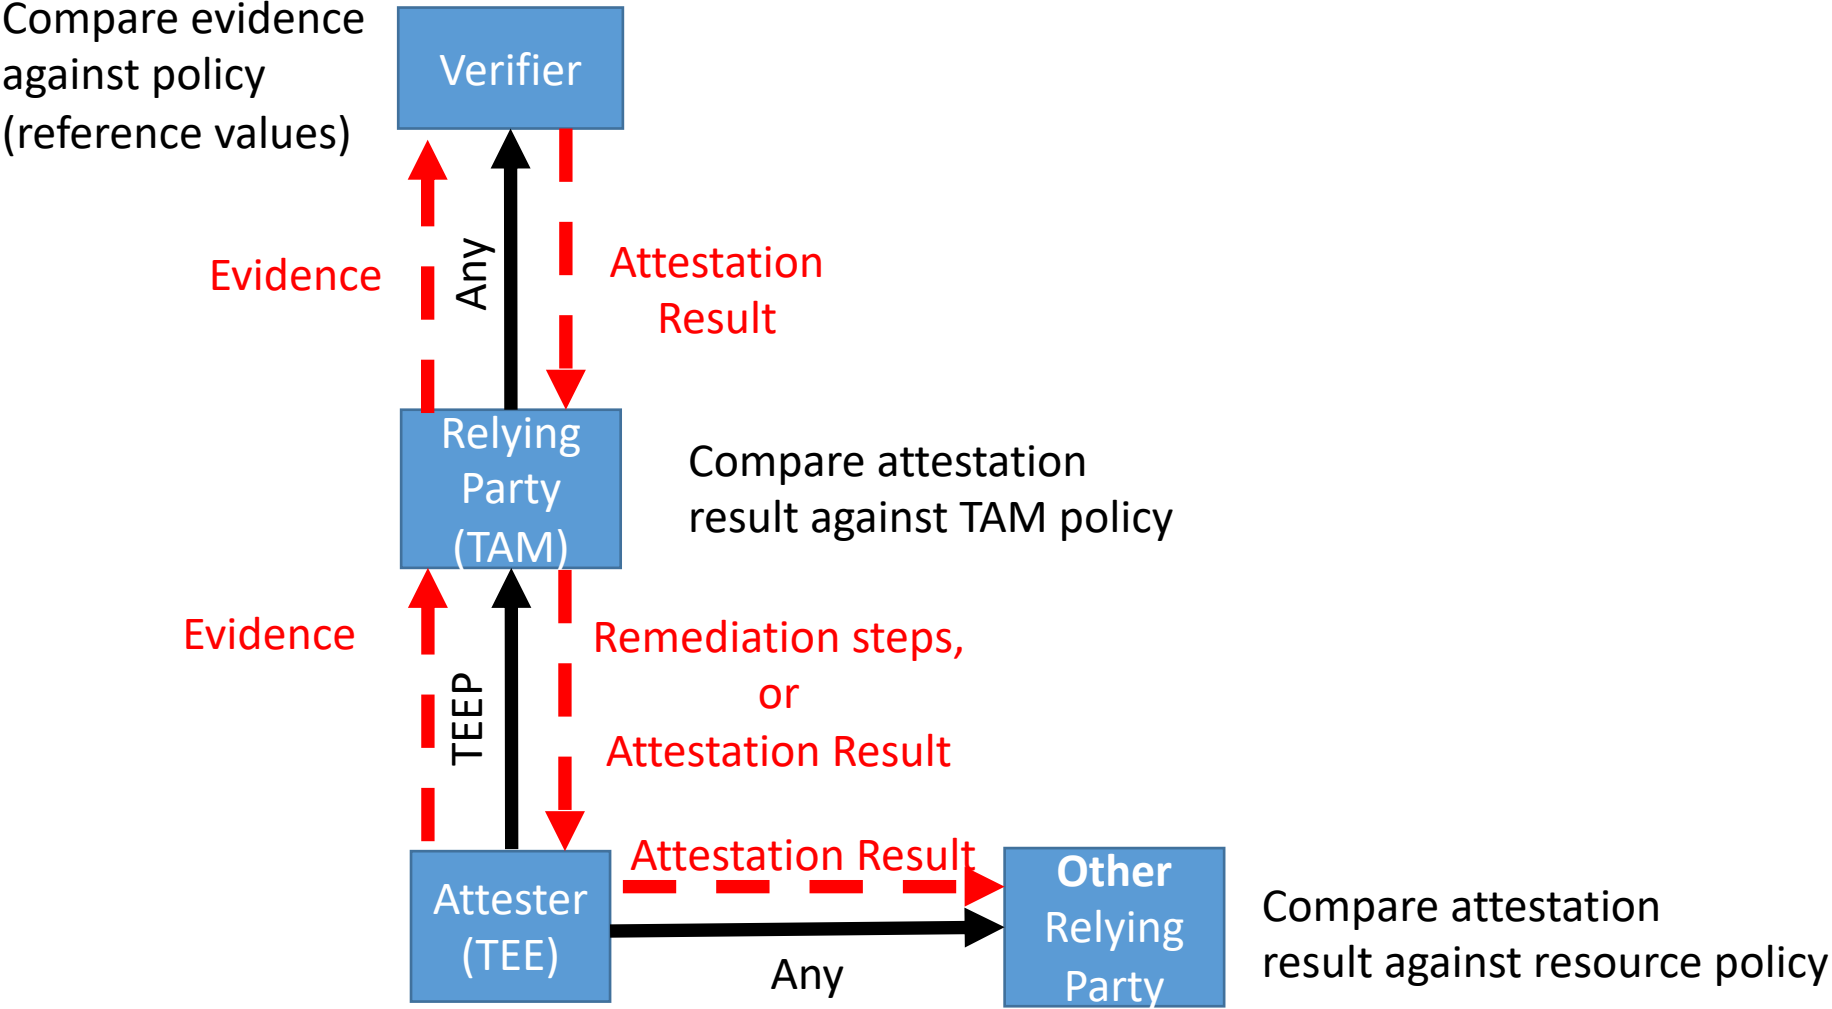 Compare evidence
against policy
(reference values)
Verifier
Evidence
Any
Attestation
Result
Relying
Party
(TAM)
Compare attestation
result against TAM policy
Evidence
TEEP
Remediation steps,
or
Attestation Result
Attestation Result
Attester
(TEE)
Any
Other
Relying
Party
Compare attestation
result against resource policy